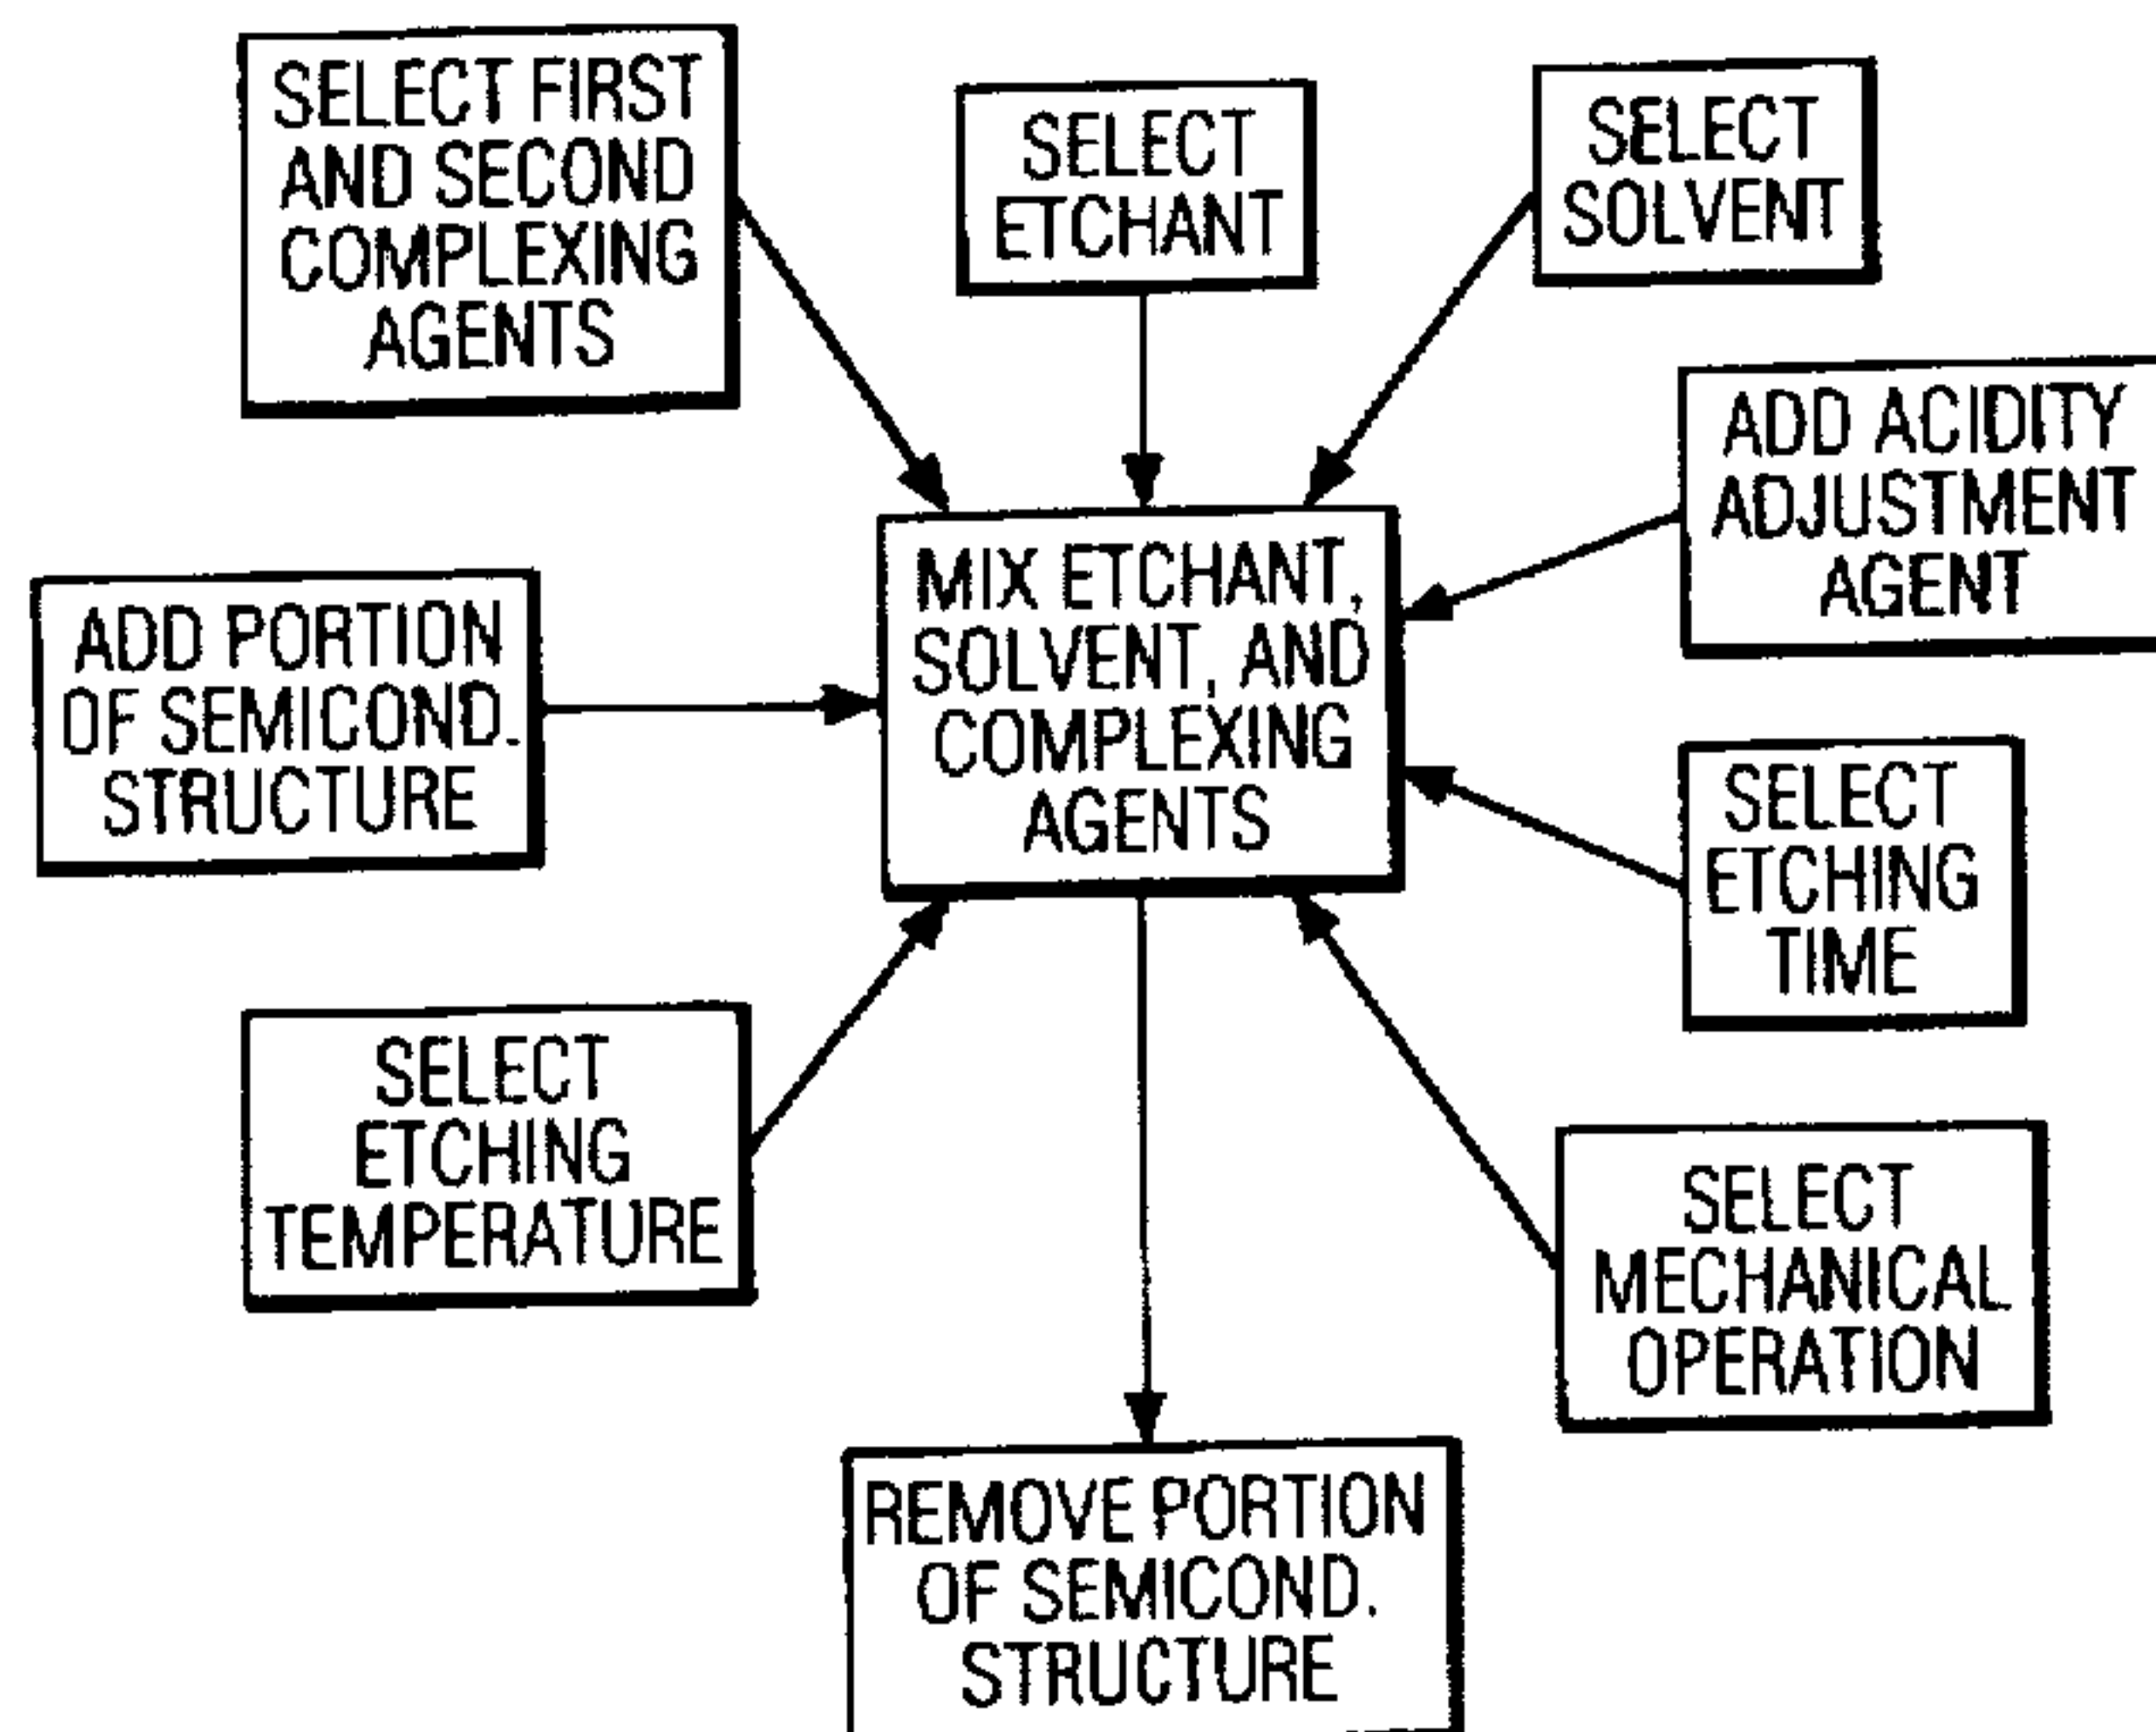 SELECT FIRST
AND SECOND
COMPLEXING
AGENTS
SELECT
ETCHANT
SELECT
SOLVENT
ADD ACIDITY
ADJUSTMENT
AGENT
MIX ETCHANT,
SOLVENT, AND
COMPLEXING
AGENTS
ADD PORTION
OF SEMICOND.
STRUCTURE
SELECT
ETCHING
TIME
SELECT
ETCHING
TEMPERATURE
SELECT
MECHANICAL
OPERATION
REMOVE PORTION
OF SEMICOND.
STRUCTURE